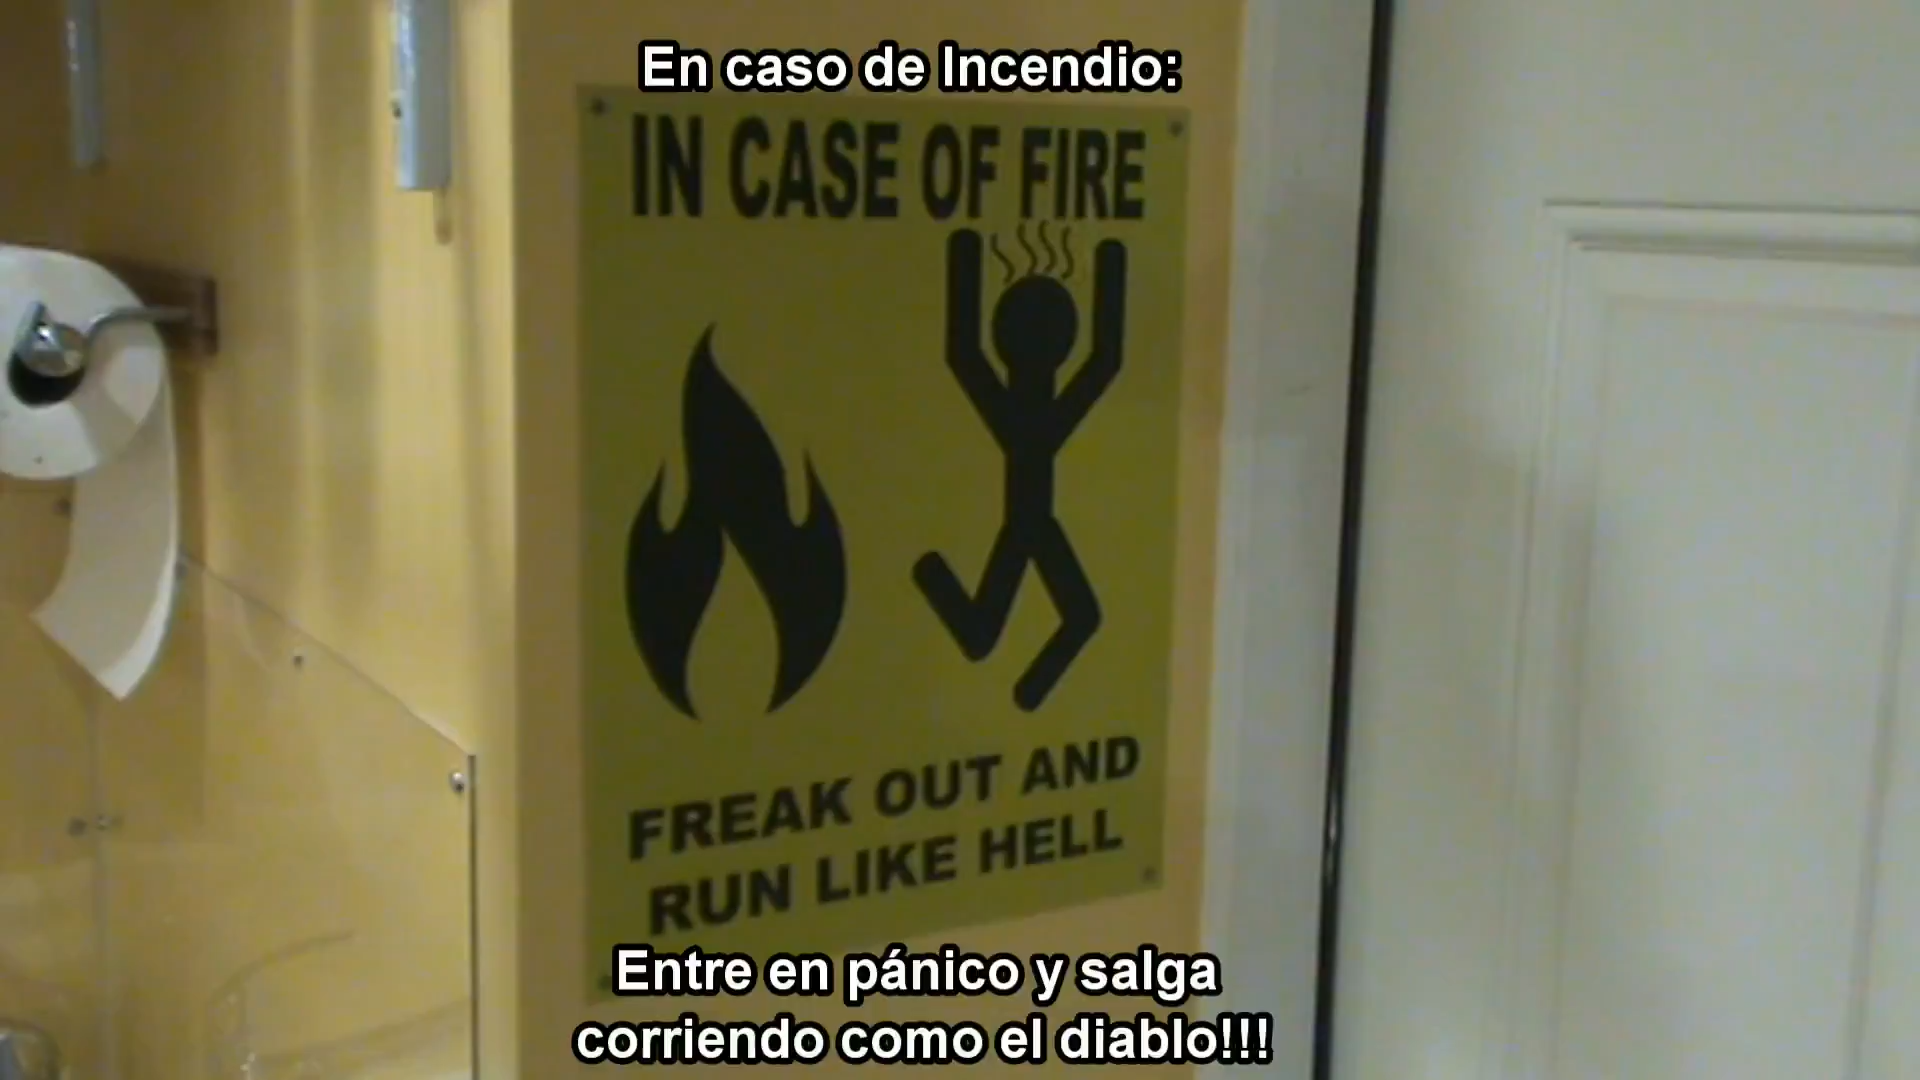 En caso de Incendio:
IN CASE OF FIRE
FREAK OUT AND
RUN LIKE HELL
Entre en pánico y salga
corriendo como el diablo!!!